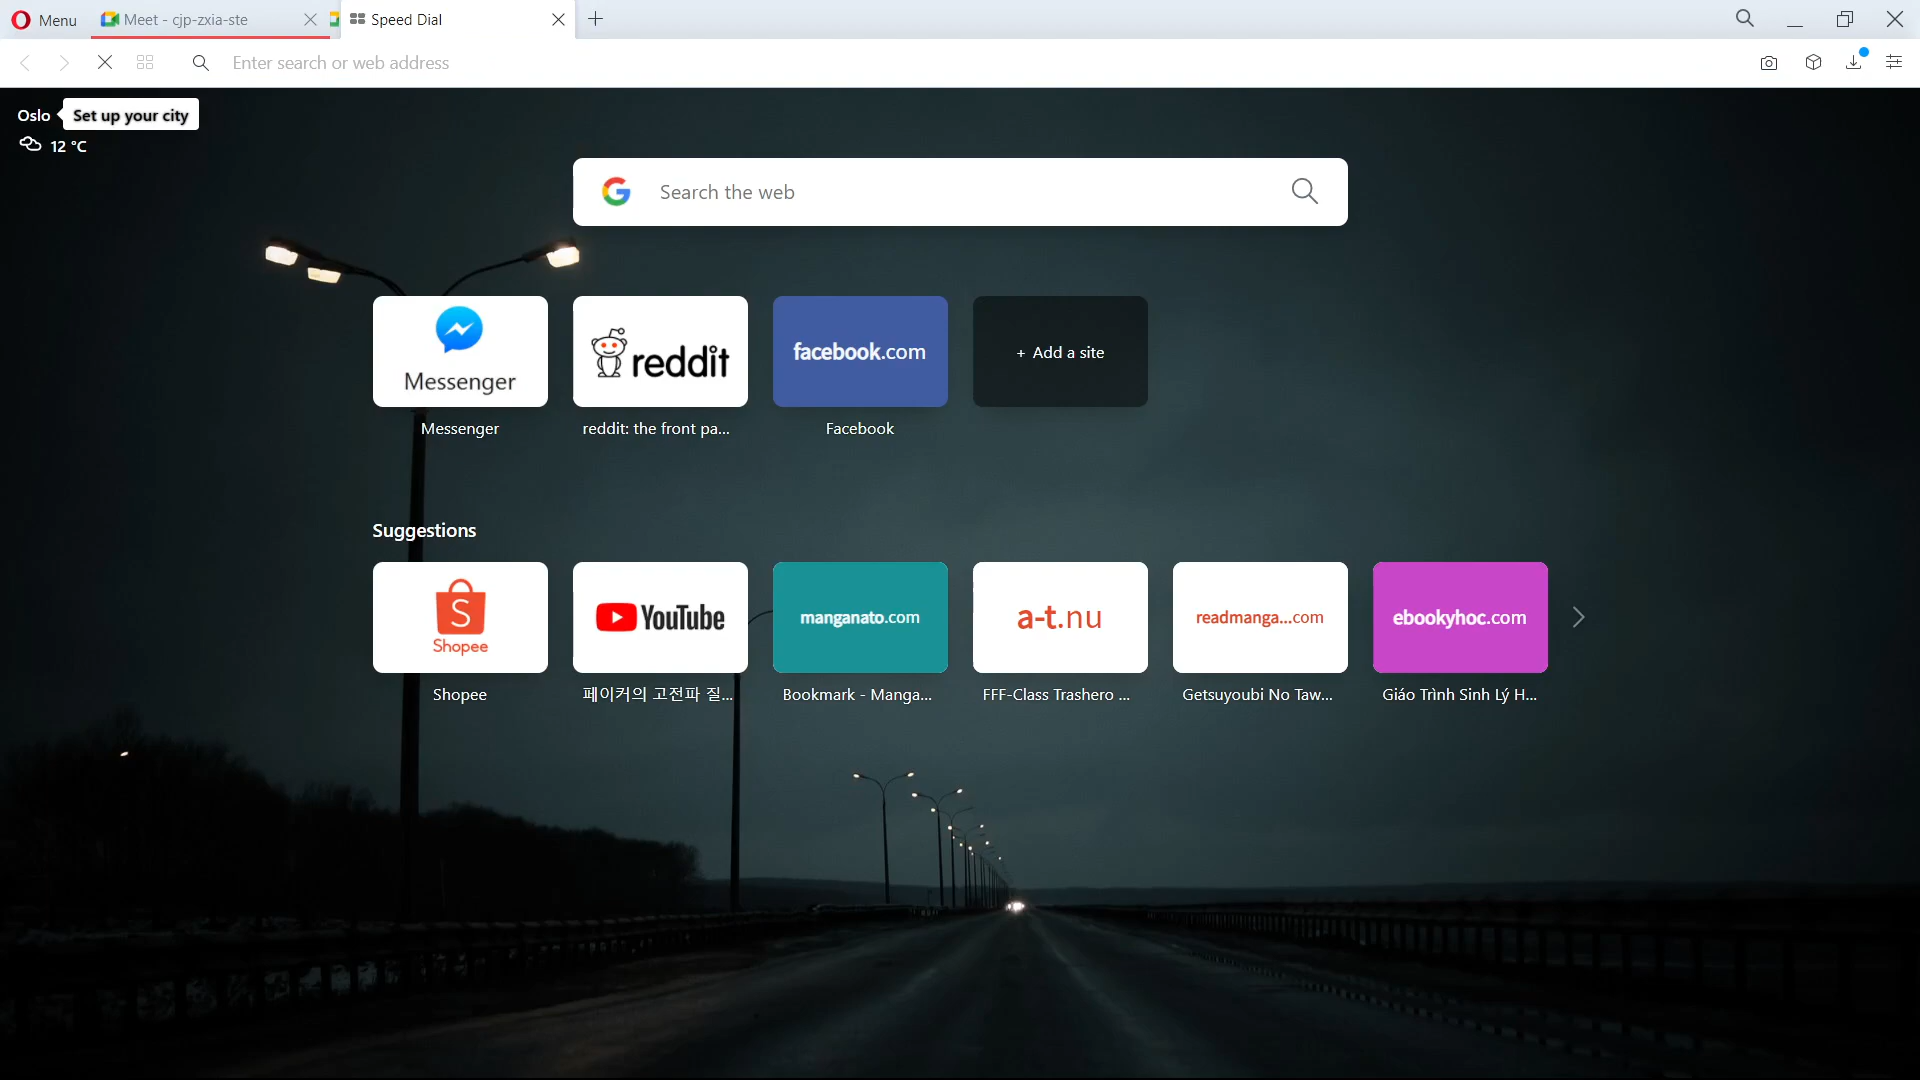 Menu
Meet - cjp-zxia-ste
Speed Dial
Enter search or web address
Oslo
Set up your city
12 °C
Search the web
Messenger
reddit
facebook.com
+ Add a site
Messenger
reddit: the front pa...
Facebook
Suggestions
Shopee
YouTube
manganato.com
a-t.nu
readmanga...com
ebookyhoc.com
Shopee
페이커의 고전파 질...
Bookmark - Manga...
FFF-Class Trashero ...
Getsuyoubi No Taw...
Giáo Trình Sinh Lý H...